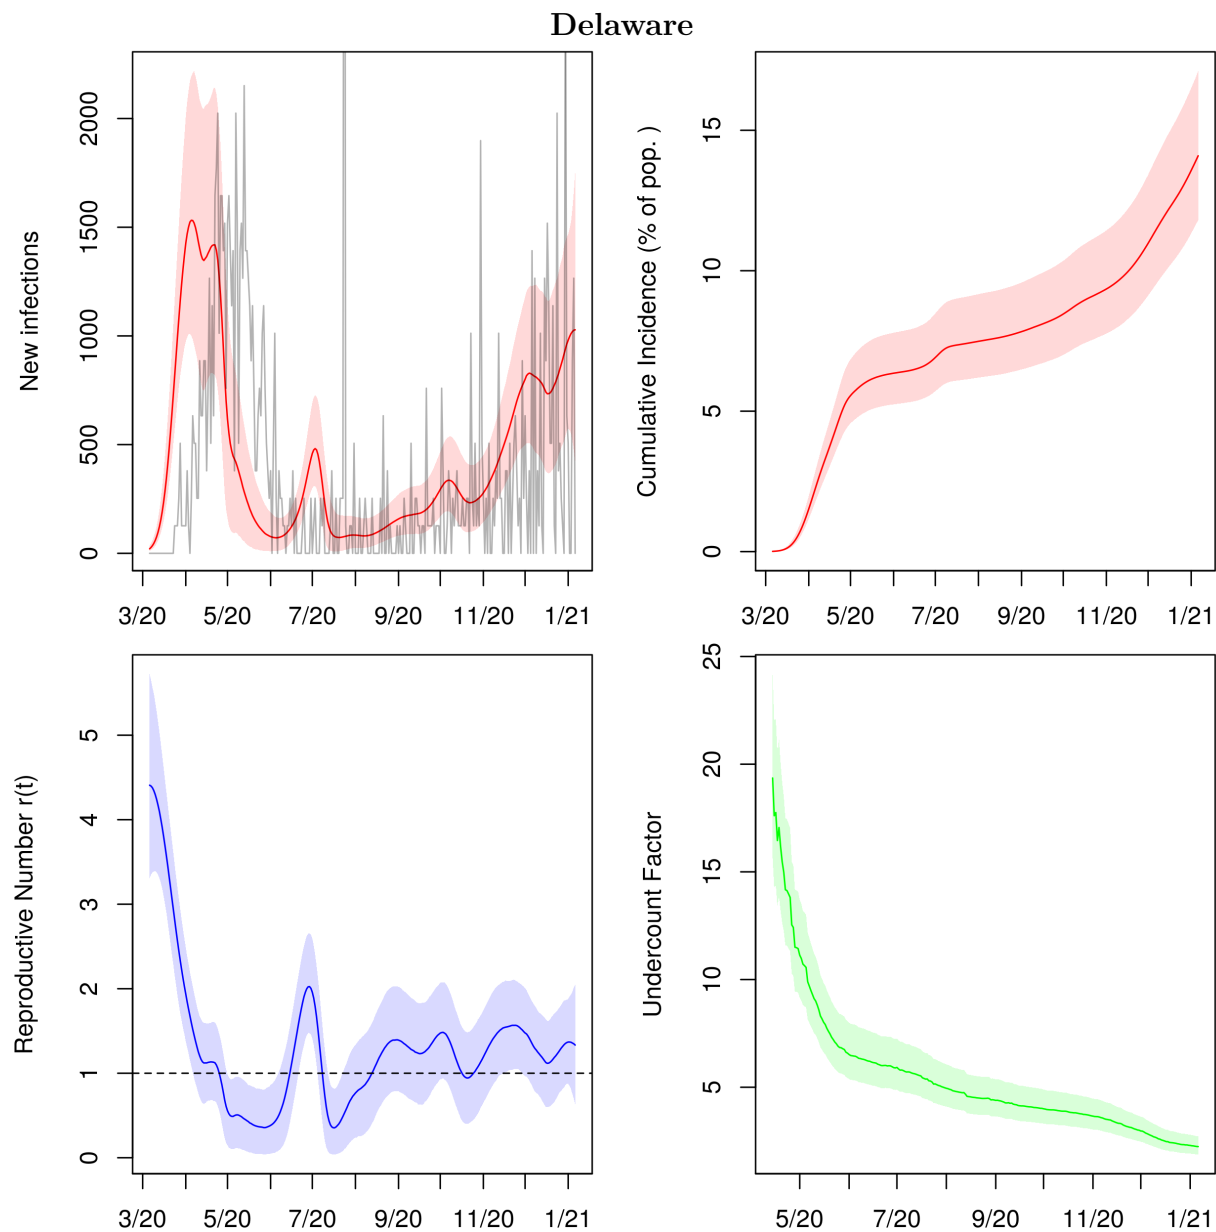 Delaware
New infections
0
500
1000
1500
2000
3/20 5/20 7/20 9/20 11/20 1/21
Cumulative Incidence (% of pop. )
0
5
10
15
3/20 5/20 7/20 9/20 11/20 1/21
Reproductive Number r(t)
0
1
2
3
4
5
3/20 5/20 7/20 9/20 11/20 1/21
Undercount Factor
5
10
15
20
25
5/20 7/20 9/20 11/20 1/21